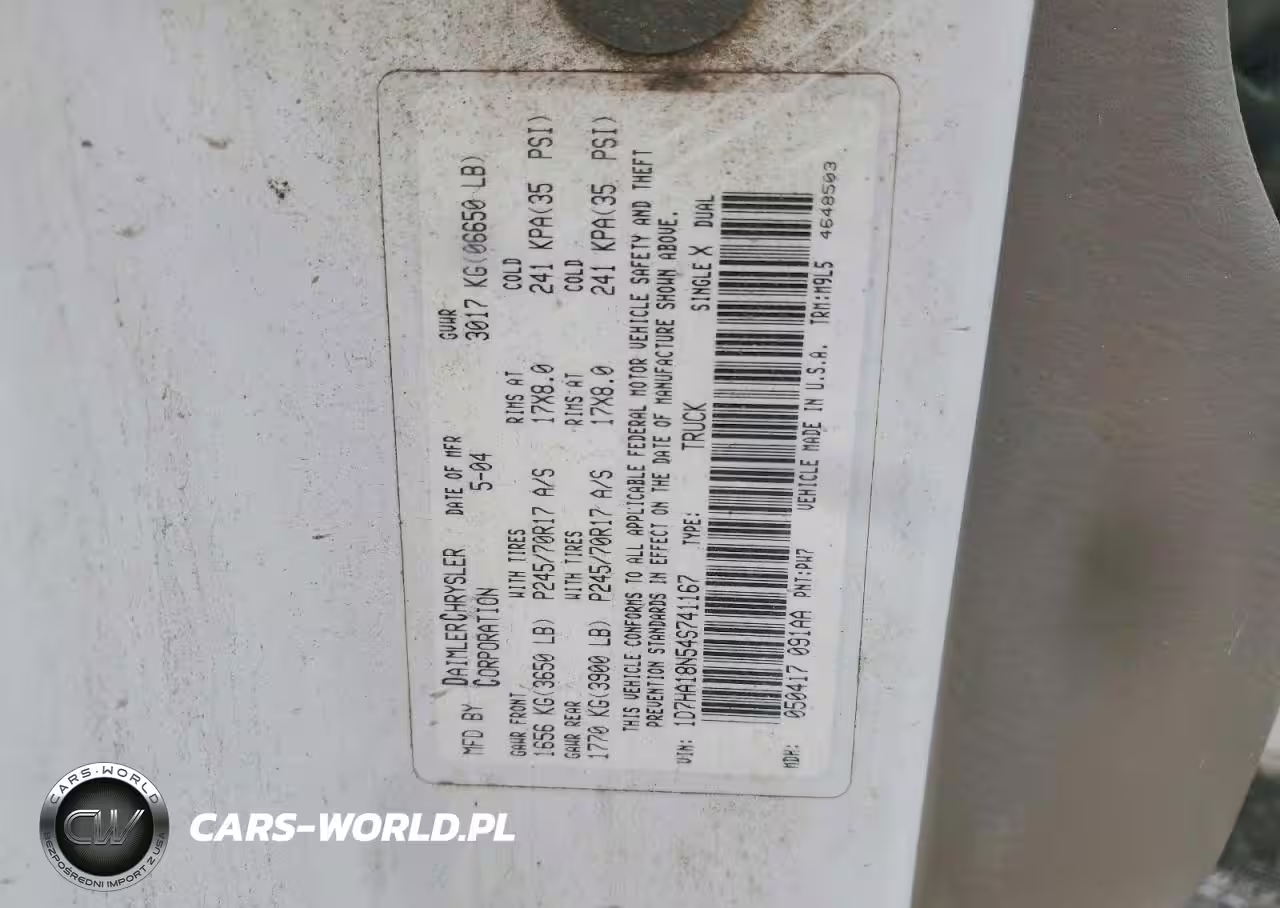 MFD BY DAIMLERCHRYSLER CORPORATION DATE OF MFR 5-04 GVWR 3017 KG(06650 LB)
GAWR FRONT WITH TIRES RIMS AT COLD
1656 KG(3650 LB) P245/70R17 A/S 17X8.0 241 KPA(35 PSI)
GAWR REAR WITH TIRES RIMS AT COLD
1770 KG(3900 LB) P245/70R17 A/S 17X8.0 241 KPA(35 PSI)
THIS VEHICLE CONFORMS TO ALL APPLICABLE FEDERAL MOTOR VEHICLE SAFETY AND THEFT
PREVENTION STANDARDS IN EFFECT ON THE DATE OF MANUFACTURE SHOWN ABOVE.
VIN: 1D7HA18N54S741167 TYPE: TRUCK SINGLE X DUAL
MDH: 050417 091AA PNT:PW7 VEHICLE MADE IN U.S.A. TRM:M9L5 4648503
CARS-WORLD
CW
BEZPOŚREDNI IMPORT Z USA
CARS-WORLD.PL